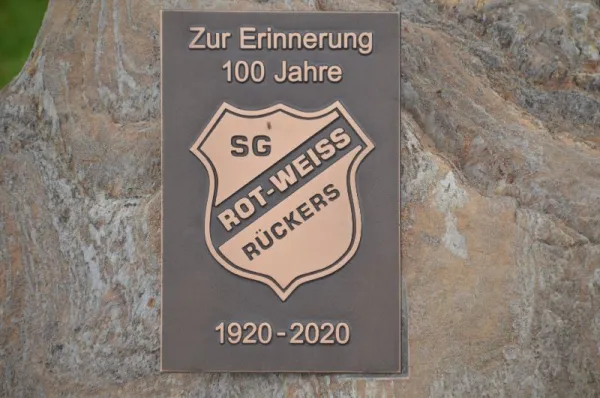 Zur Erinnerung
100 Jahre
SG
ROT-WEISS
RÜCKERS
1920-2020